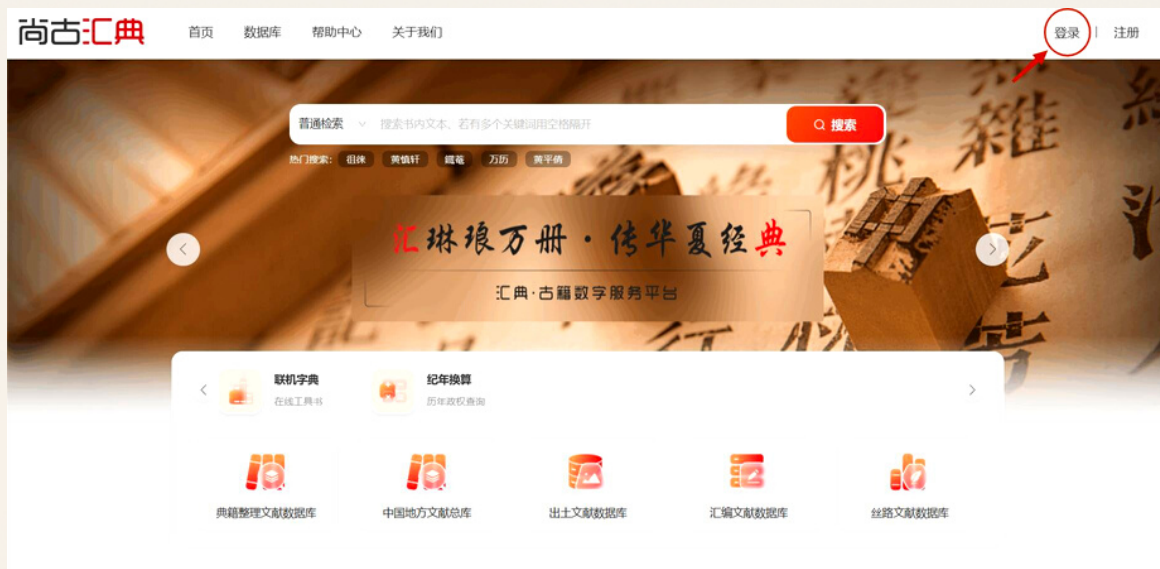 尚古汇典 首页 数据库 帮助中心 关于我们 登录 | 注册
普通检索 搜索书内文本，若有多个关键词用空格隔开 搜索
热门搜索： 徂徕 黄慎轩 黄平倩 万历
汇琳琅万册·传华夏经典
汇典·古籍数字服务平台
联机字典 纪年换算
在线工具书 历年政权查询
典籍整理文献数据库 中国地方文献总库 出土文献数据库 汇编文献数据库 丝路文献数据库